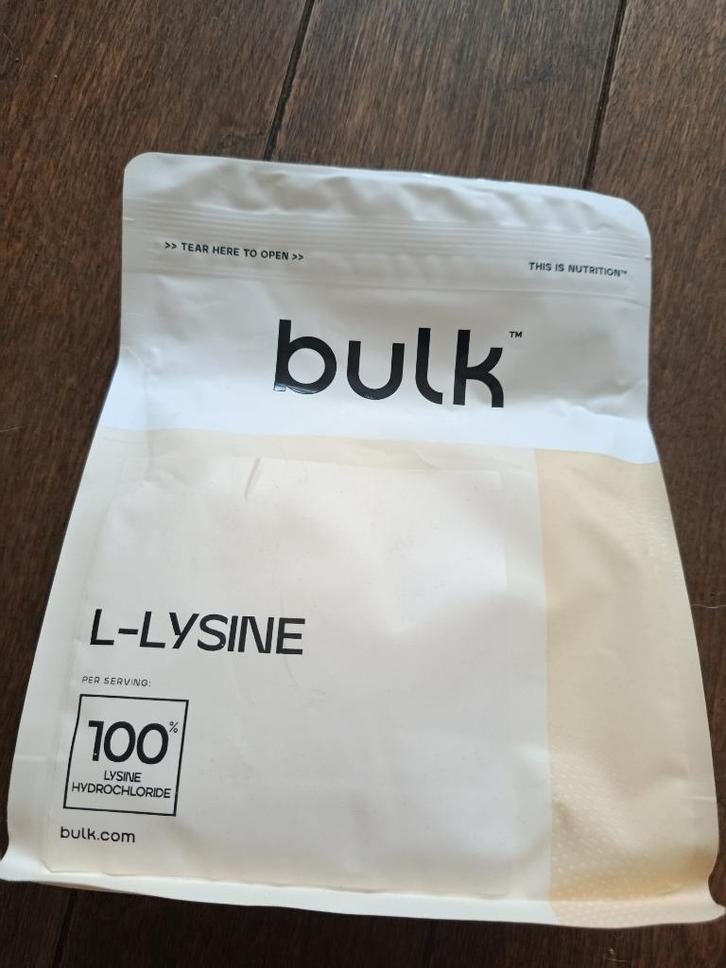 >> TEAR HERE TO OPEN >>
THIS IS NUTRITION™
bulk™
L-LYSINE
PER SERVING:
100%
LYSINE
HYDROCHLORIDE
bulk.com